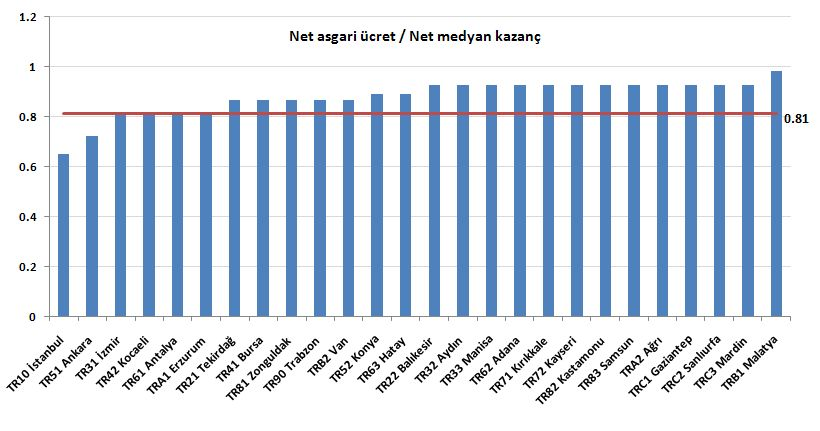 Net asgari ücret / Net medyan kazanç
1.2
1
0.8
0.6
0.4
0.2
0
0.81
TR10 İstanbul
TR51 Ankara
TR31 İzmir
TR42 Kocaeli
TR61 Antalya
TRA1 Erzurum
TR21 Tekirdağ
TR41 Bursa
TR81 Zonguldak
TR90 Trabzon
TRB2 Van
TR52 Konya
TR63 Hatay
TR22 Balıkesir
TR32 Aydın
TR33 Manisa
TR62 Adana
TR71 Kırıkkale
TR72 Kayseri
TR82 Kastamonu
TR83 Samsun
TRA2 Ağrı
TRC1 Gaziantep
TRC2 Şanlıurfa
TRC3 Mardin
TRB1 Malatya